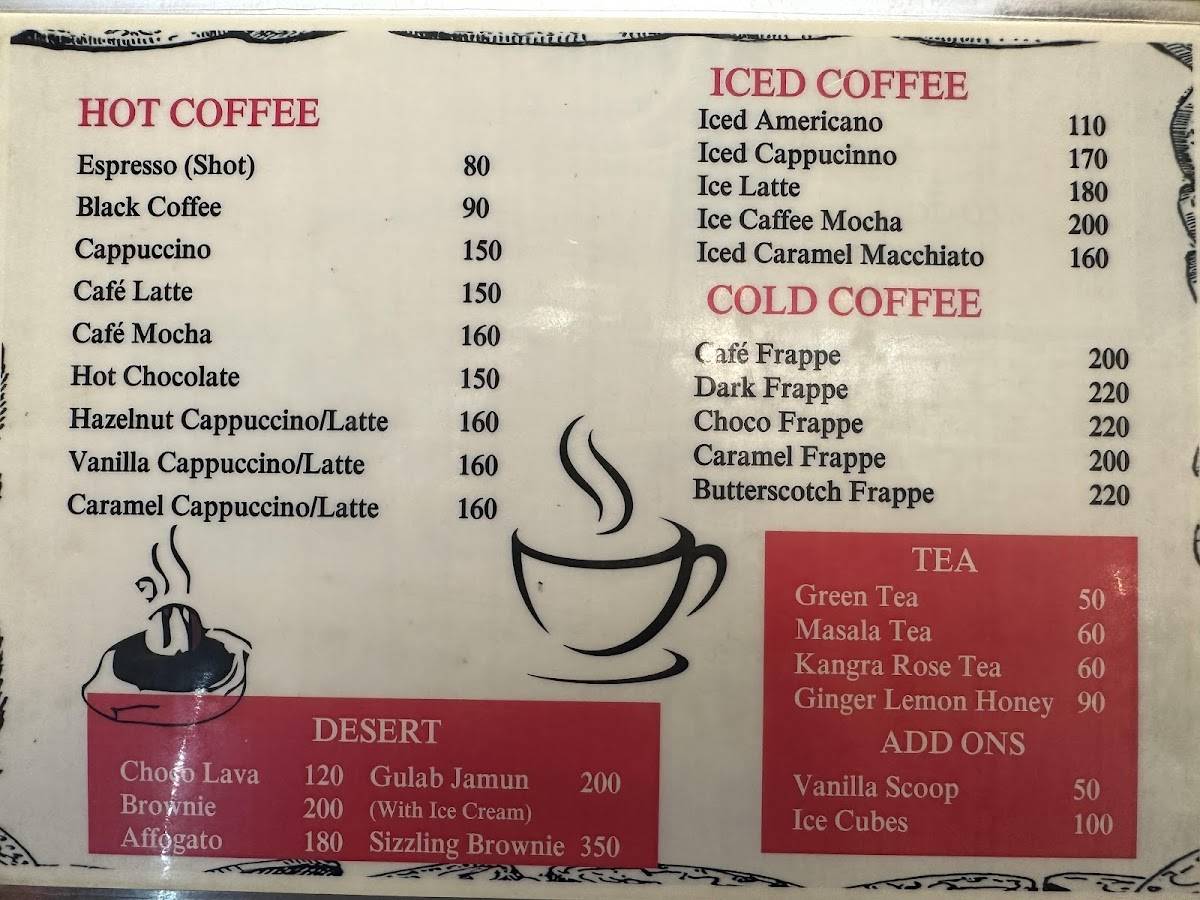 HOT COFFEE
Espresso (Shot) 80
Black Coffee 90
Cappuccino 150
Café Latte 150
Café Mocha 160
Hot Chocolate 150
Hazelnut Cappuccino/Latte 160
Vanilla Cappuccino/Latte 160
Caramel Cappuccino/Latte 160
ICED COFFEE
Iced Americano 110
Iced Cappucinno 170
Ice Latte 180
Ice Caffee Mocha 200
Iced Caramel Macchiato 160
COLD COFFEE
Café Frappe 200
Dark Frappe 220
Choco Frappe 220
Caramel Frappe 200
Butterscotch Frappe 220
DESERT
Choco Lava 120 Gulab Jamun 200
Brownie 200 (With Ice Cream)
Affogato 180 Sizzling Brownie 350
TEA
Green Tea 50
Masala Tea 60
Kangra Rose Tea 60
Ginger Lemon Honey 90
ADD ONS
Vanilla Scoop 50
Ice Cubes 100